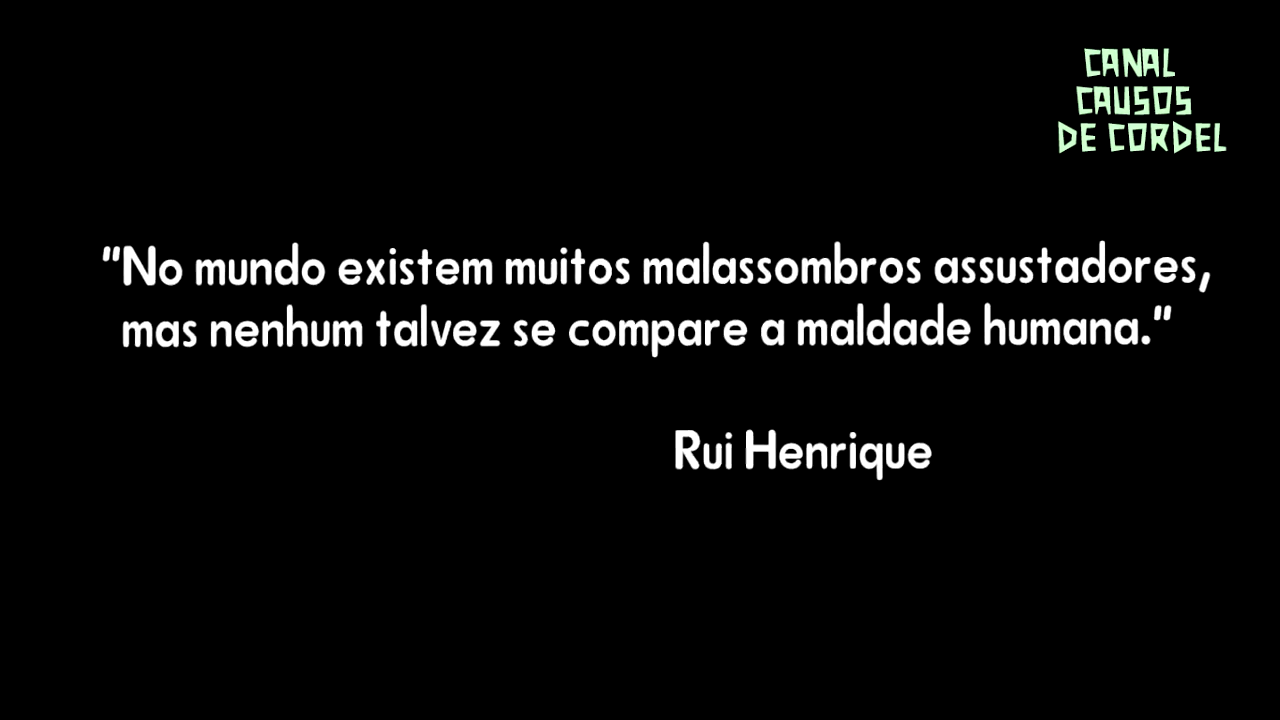 CANAL
CAUSOS
DE CORDEL
"No mundo existem muitos malassombros assustadores,
mas nenhum talvez se compare a maldade humana."
Rui Henrique